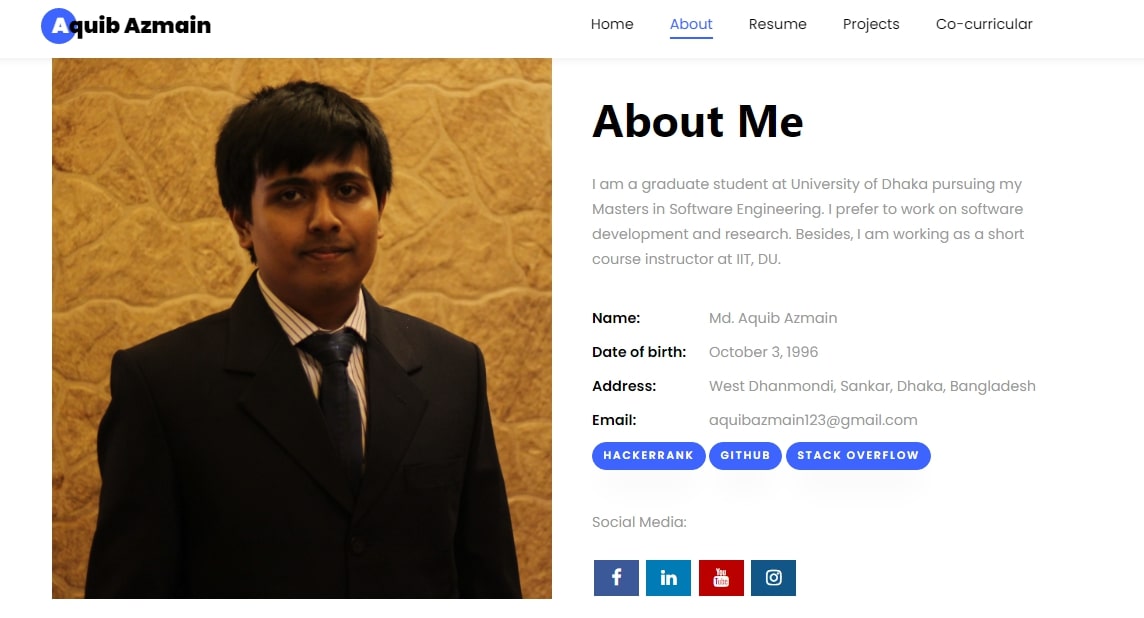 Aquib Azmain
Home About Resume Projects Co-curricular
About Me
I am a graduate student at University of Dhaka pursuing my
Masters in Software Engineering. I prefer to work on software
development and research. Besides, I am working as a short
course instructor at IIT, DU.
Name: Md. Aquib Azmain
Date of birth: October 3, 1996
Address: West Dhanmondi, Sankar, Dhaka, Bangladesh
Email: aquibazmain123@gmail.com
HACKERRANK GITHUB STACK OVERFLOW
Social Media:
f in You Tube